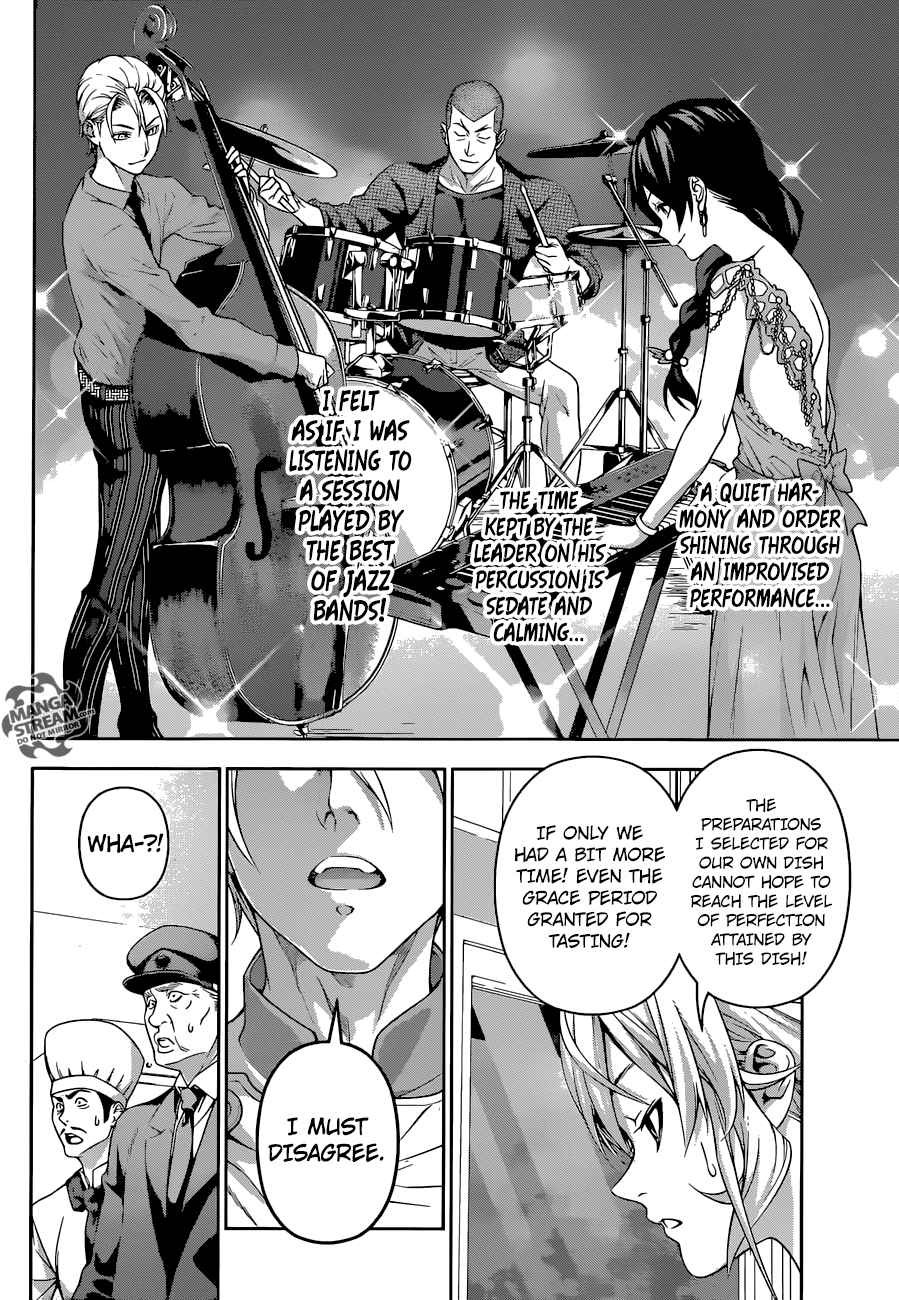 A QUIET HAR-
MONY AND ORDER
SHINING THROUGH
AN IMPROVISED
PERFORMANCE...
THE TIME
KEPT BY THE
LEADER ON HIS
PERCUSSION IS
SEDATE AND
CALMING...
I FELT
AS IF I WAS
LISTENING TO
A SESSION
PLAYED BY
THE BEST
OF JAZZ
BANDS!
MANGA
STREAM.com
DO NOT MIRROR!
THE
PREPARATIONS
I SELECTED FOR
OUR OWN DISH
CANNOT HOPE TO
REACH THE LEVEL
OF PERFECTION
ATTAINED BY
THIS DISH!
IF ONLY WE
HAD A BIT MORE
TIME! EVEN THE
GRACE PERIOD
GRANTED FOR
TASTING!
I MUST
DISAGREE.
WHA-?!